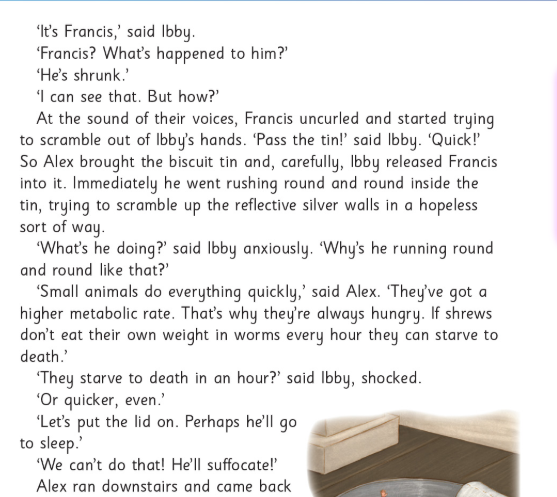 ‘It’s Francis,’ said Ibby.
‘Francis? What’s happened to him?’
‘He’s shrunk.’
‘I can see that. But how?’
At the sound of their voices, Francis uncurled and started trying
to scramble out of Ibby’s hands. ‘Pass the tin!’ said Ibby. ‘Quick!’
So Alex brought the biscuit tin and, carefully, Ibby released Francis
into it. Immediately he went rushing round and round inside the
tin, trying to scramble up the reflective silver walls in a hopeless
sort of way.
‘What’s he doing?’ said Ibby anxiously. ‘Why’s he running round
and round like that?’
‘Small animals do everything quickly,’ said Alex. ‘They’ve got a
higher metabolic rate. That’s why they’re always hungry. If shrews
don’t eat their own weight in worms every hour they can starve to
death.’
‘They starve to death in an hour?’ said Ibby, shocked.
‘Or quicker, even.’
‘Let’s put the lid on. Perhaps he’ll go
to sleep.’
‘We can’t do that! He’ll suffocate!’
Alex ran downstairs and came back